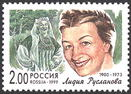 2.00 РОССИЯ
ROSSIJA · 1999
1900 - 1973
Лидия Русланова